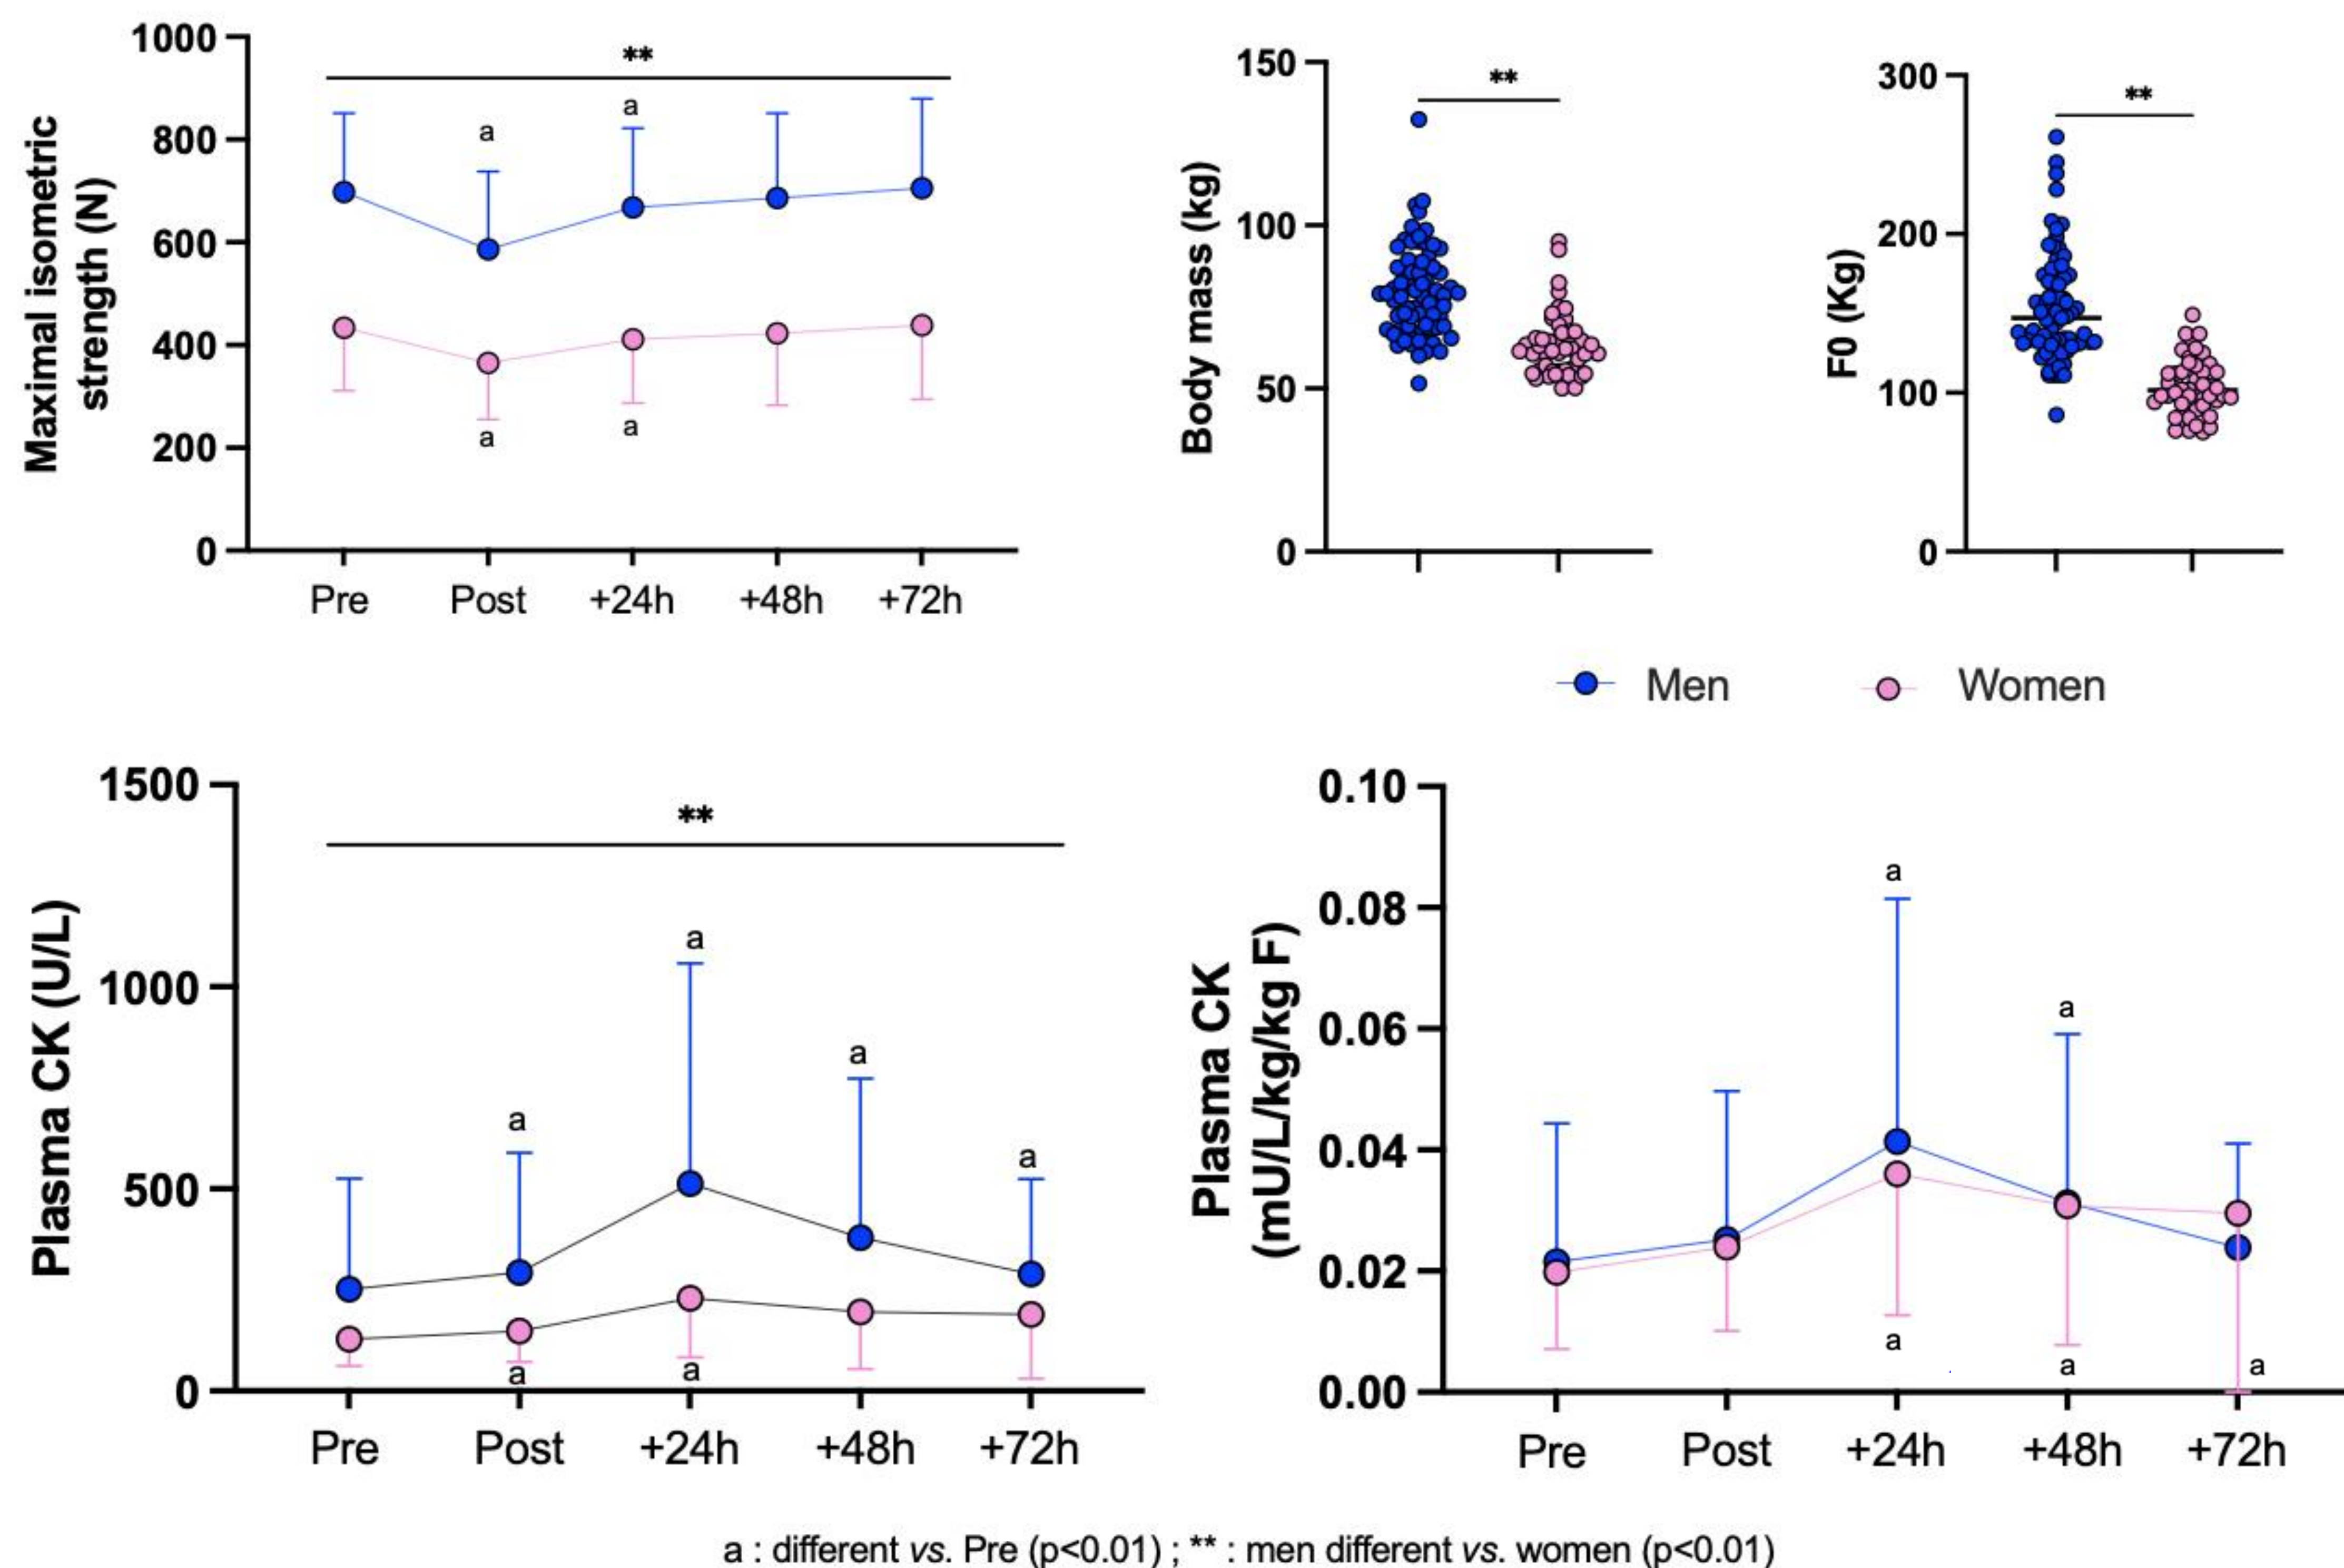 Maximal isometric
strength (N)
1000
800
600
400
200
0
**
a
a
a
a
Pre Post +24h +48h +72h
Body mass (kg)
150
100
50
0
**
F0 (Kg)
300
200
100
0
**
Men Women
Plasma CK (U/L)
1500
1000
500
0
**
a
a
a
a
a
a
Pre Post +24h +48h +72h
Plasma CK
(mU/L/kg/kg F)
0.10
0.08
0.06
0.04
0.02
0.00
a
a
a
a
a
Pre Post +24h +48h +72h
a : different vs. Pre (p<0.01) ; ** : men different vs. women (p<0.01)